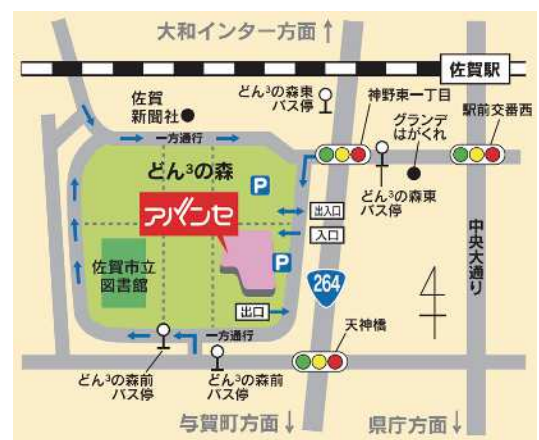 大和インター方面↑
佐賀駅
どん³の森東
バス停
神野東一丁目
佐賀
新聞社
グランデ
はがくれ
駅前交番西
一方通行
どん³の森
P
どん³の森東
バス停
アバンセ
出入口
入口
中央大通り
佐賀市立
図書館
P
264
出口
天神橋
一方通行
どん³の森前
バス停
どん³の森前
バス停
与賀町方面↓
県庁方面↓